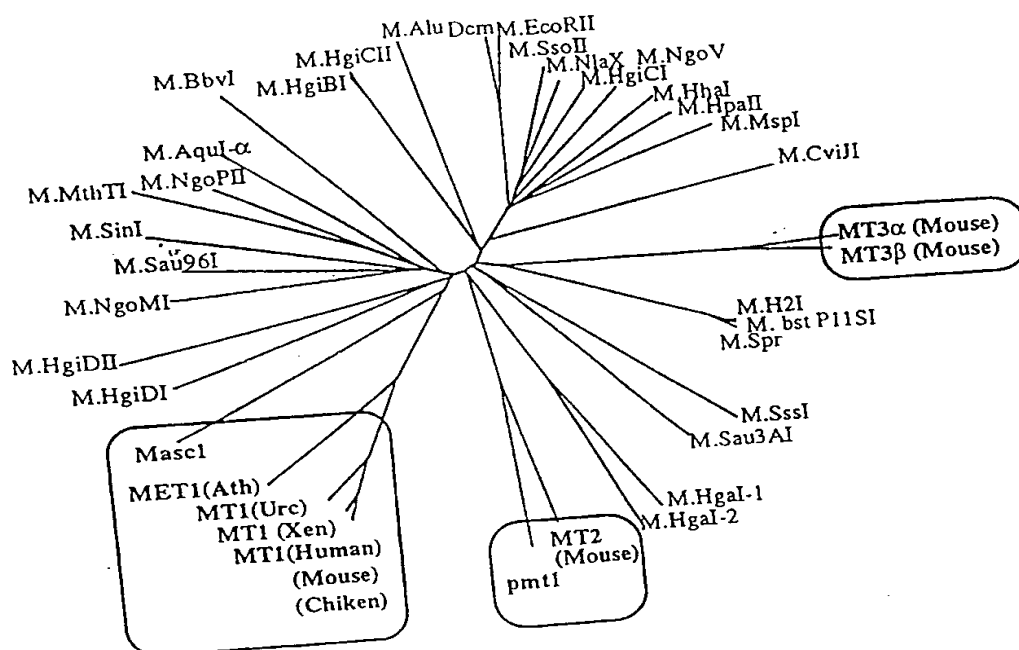 M.Alu
Dcm
M.EcoRII
M.SsoII
M.NlaX
M.NgoV
M.HgiCI
M.HhaI
M.HpaII
M.MspI
M.CviJI
M.HgiCII
M.HgiBI
M.BbvI
M.AquI-α
M.NgoPII
M.MthTI
M.SinI
M.Sau96I
M.NgoMI
M.HgiDII
M.HgiDI
MT3α (Mouse)
MT3β (Mouse)
M.H2I
M. bst P11SI
M.Spr
M.SssI
M.Sau3AI
M.HgaI-1
M.HgaI-2
Masc1
MET1(Ath)
MT1(Urc)
MT1 (Xen)
MT1(Human)
(Mouse)
(Chiken)
MT2
(Mouse)
pmt1